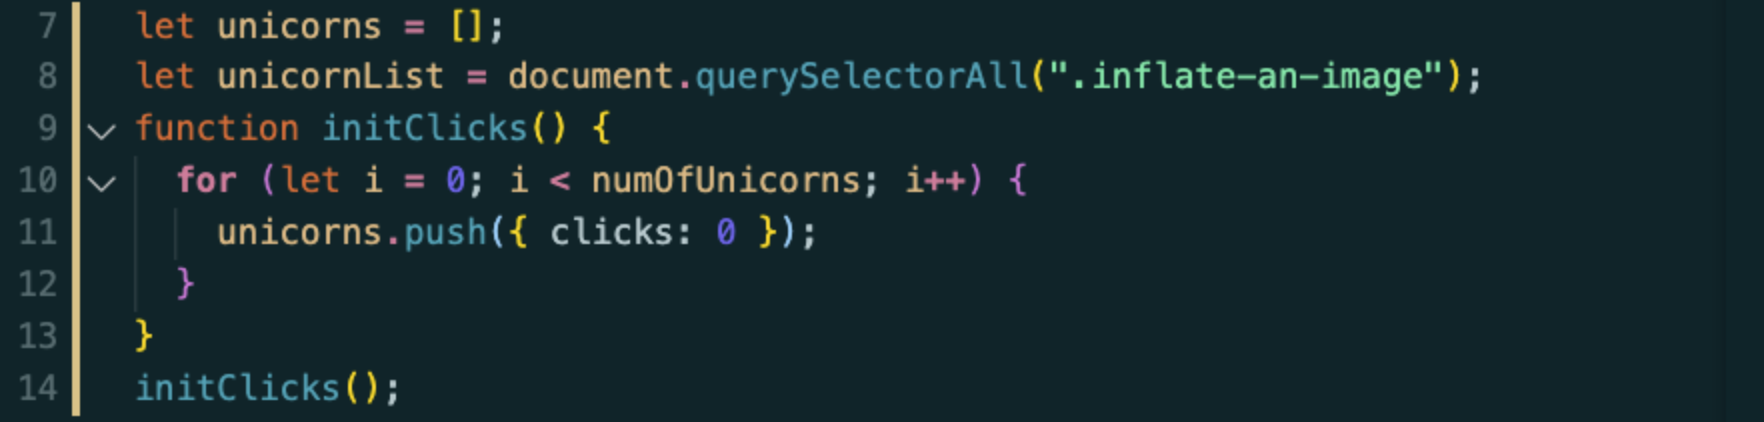 7 let unicorns = [];
8 let unicornList = document.querySelectorAll(".inflate-an-image");
9 function initClicks() {
10 for (let i = 0; i < numOfUnicorns; i++) {
11 unicorns.push({ clicks: 0 });
12 }
13 }
14 initClicks();